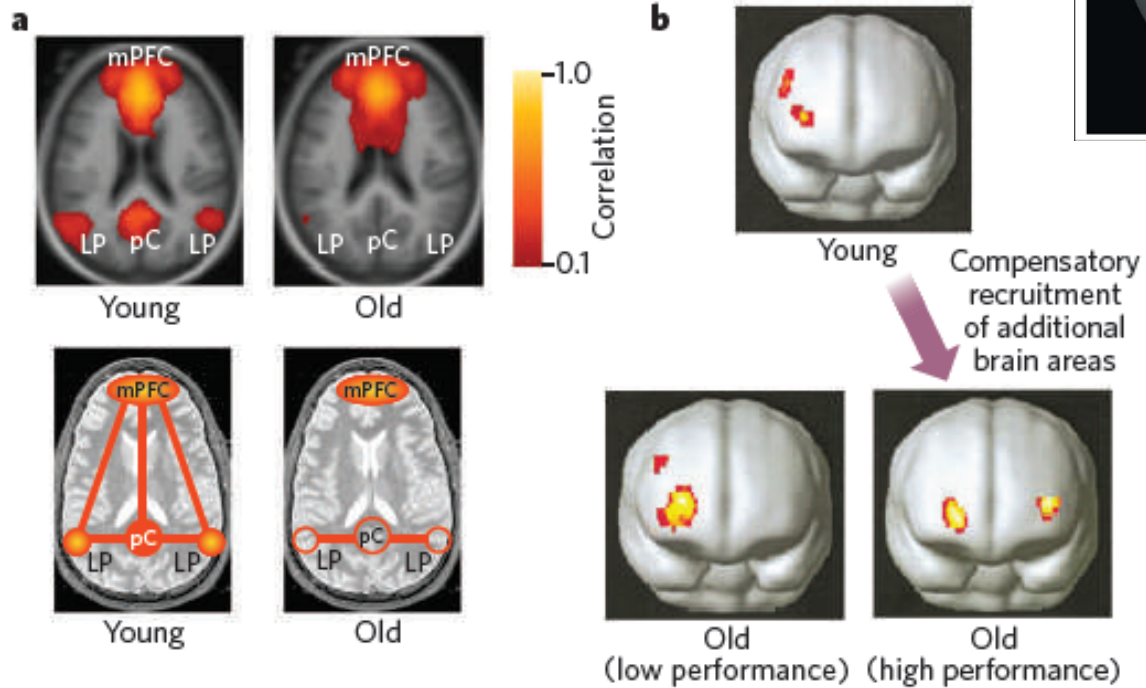 a
mPFC
LP pC LP
Young
mPFC
LP pC LP
Old
1.0
Correlation
0.1
mPFC
pC
LP LP
Young
mPFC
pC
LP LP
Old
b
Young
Compensatory
recruitment
of additional
brain areas
Old
(low performance)
Old
(high performance)